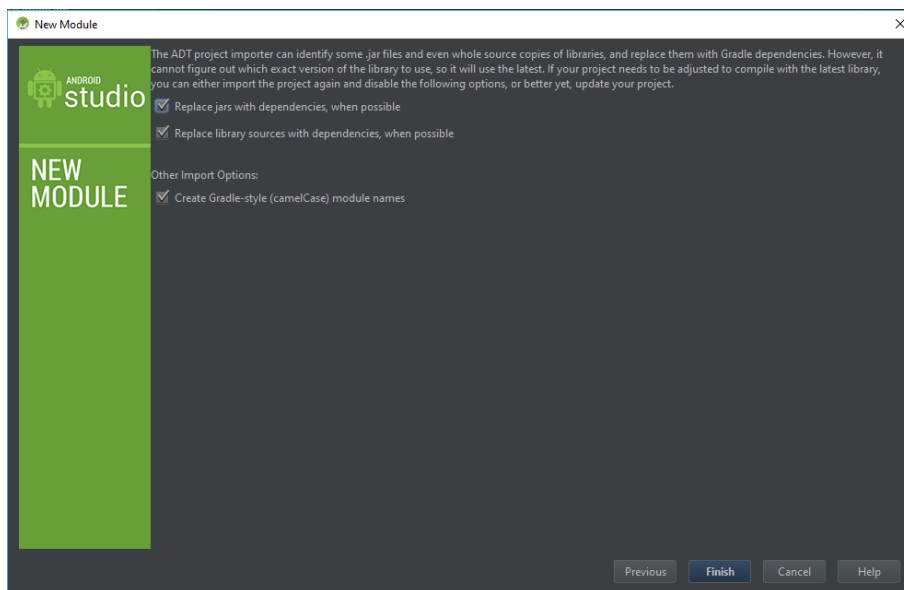 New Module
The ADT project importer can identify some .jar files and even whole source copies of libraries, and replace them with Gradle dependencies. However, it
cannot figure out which exact version of the library to use, so it will use the latest. If your project needs to be adjusted to compile with the latest library,
you can either import the project again and disable the following options, or better yet, update your project.
ANDROID
studio
Replace jars with dependencies, when possible
Replace library sources with dependencies, when possible
NEW
MODULE
Other Import Options:
Create Gradle-style (camelCase) module names
Previous
Finish
Cancel
Help